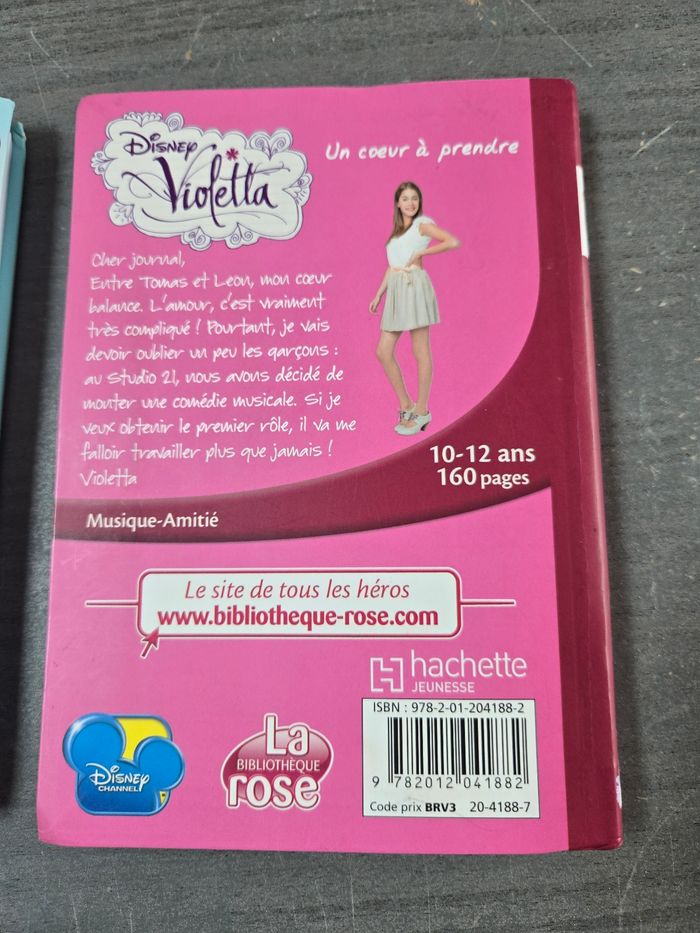 Disney
Violetta
Un coeur à prendre
Cher journal,
Entre Tomas et Leon, mon cœur
balance. L'amour, c'est vraiment
très compliqué ! Pourtant, je vais
devoir oublier un peu les garçons :
au Studio 21, nous avons décidé de
monter une comédie musicale. Si je
veux obtenir le premier rôle, il va me
falloir travailler plus que jamais !
Violetta
10-12 ans
160 pages
Musique-Amitié
Le site de tous les héros
www.bibliotheque-rose.com
hachette
JEUNESSE
ISBN : 978-2-01-204188-2
9 782012 041882
Code prix BRV3 20-4188-7
Disney
CHANNEL
La
BIBLIOTHÈQUE
rose